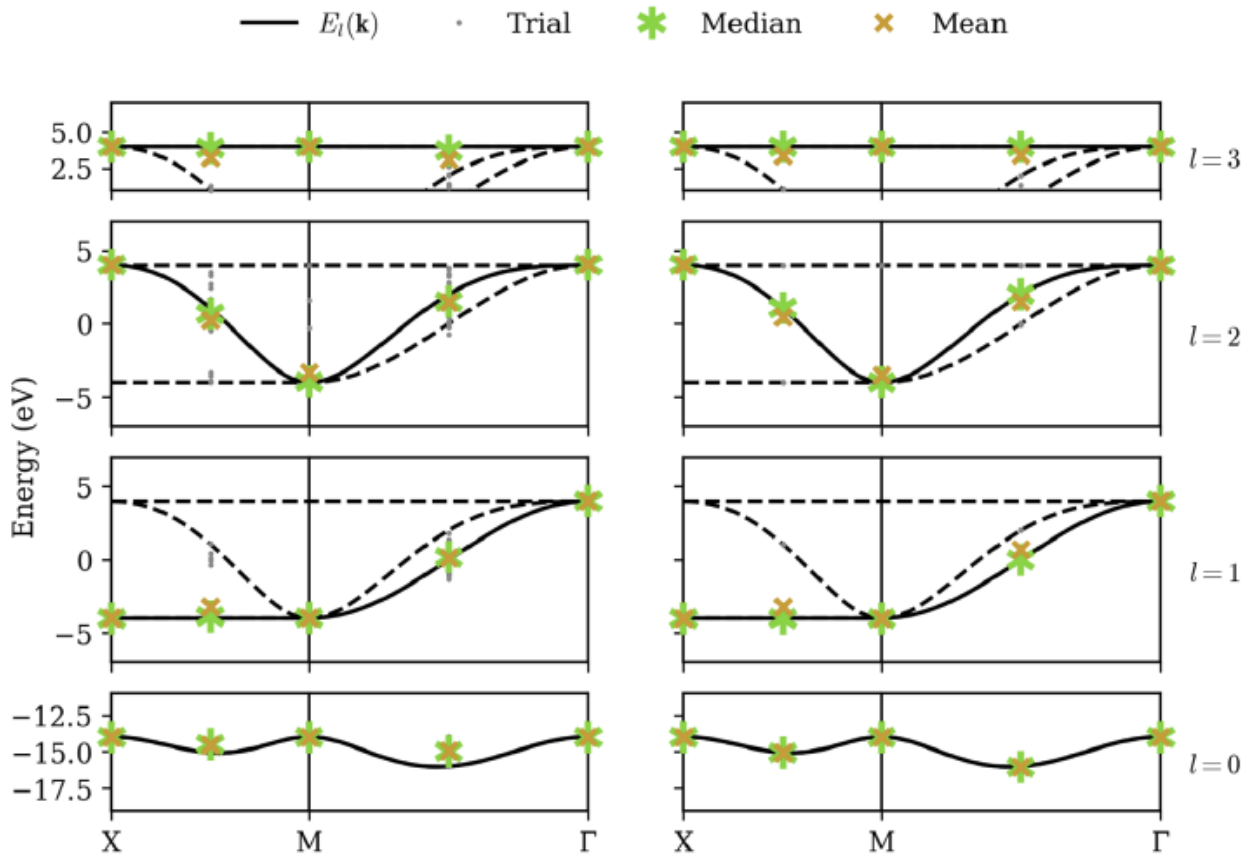 E_l(k) Trial Median Mean
5.0
2.5
l = 3
5
0
−5
l = 2
Energy (eV)
5
0
−5
l = 1
−12.5
−15.0
−17.5
l = 0
X M Γ X M Γ